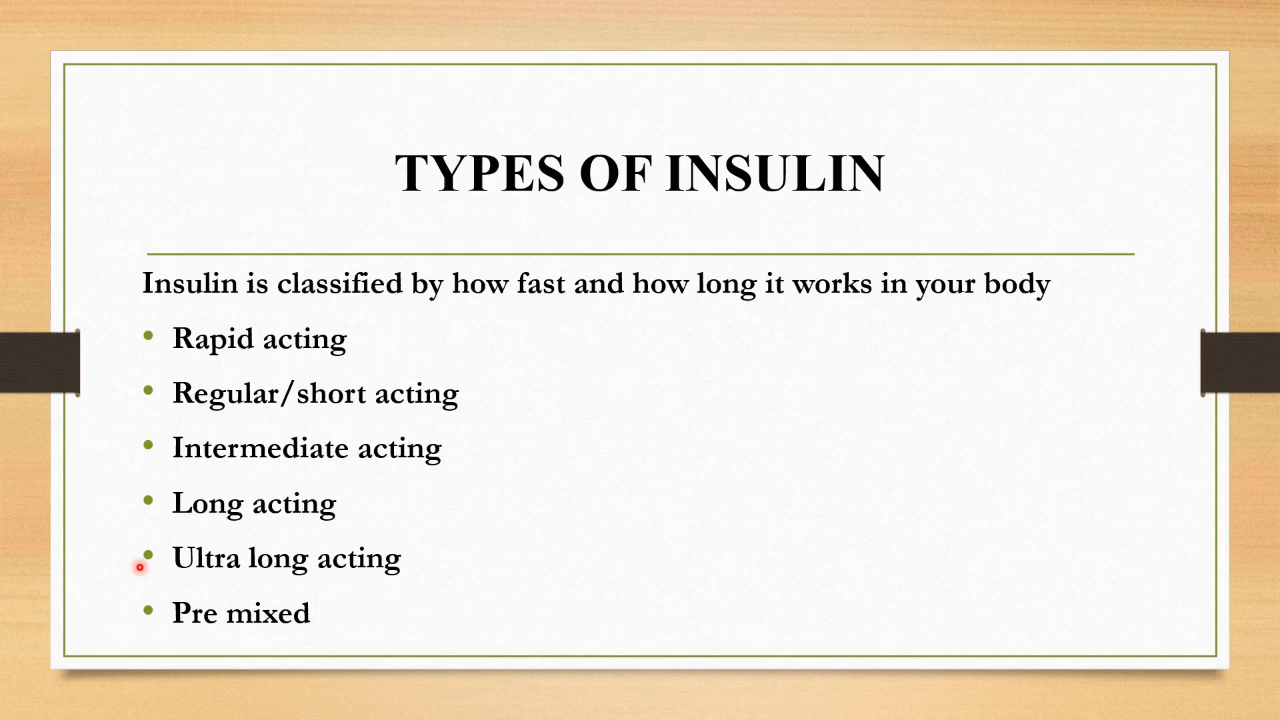 TYPES OF INSULIN
Insulin is classified by how fast and how long it works in your body
• Rapid acting
• Regular/short acting
• Intermediate acting
• Long acting
• Ultra long acting
• Pre mixed